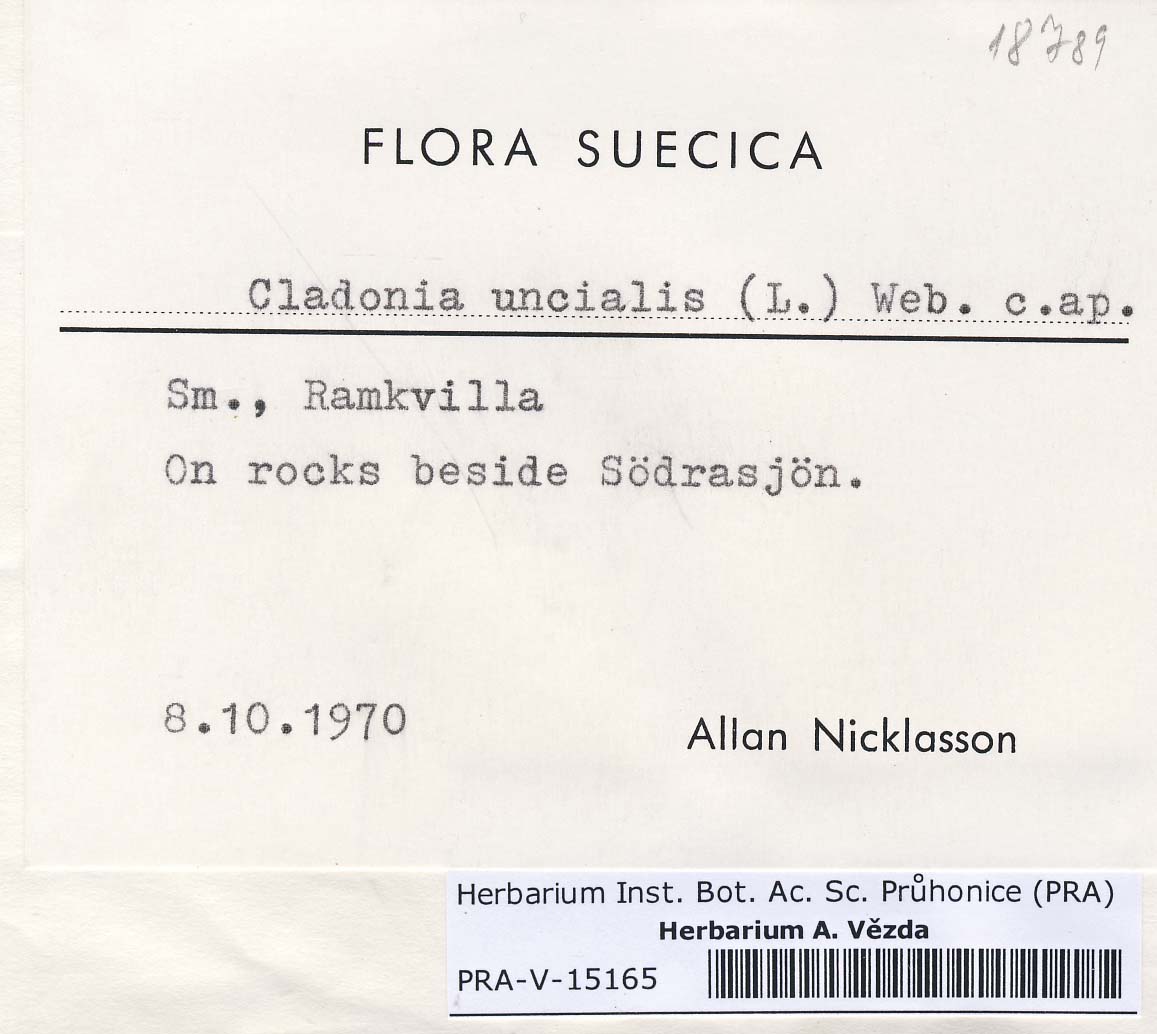 18789
FLORA SUECICA
Cladonia uncialis (L.) Web. c.ap.
Sm., Ramkvilla
On rocks beside Södrasjön.
8.10.1970
Allan Nicklasson
Herbarium Inst. Bot. Ac. Sc. Průhonice (PRA)
Herbarium A. Vězda
PRA-V-15165